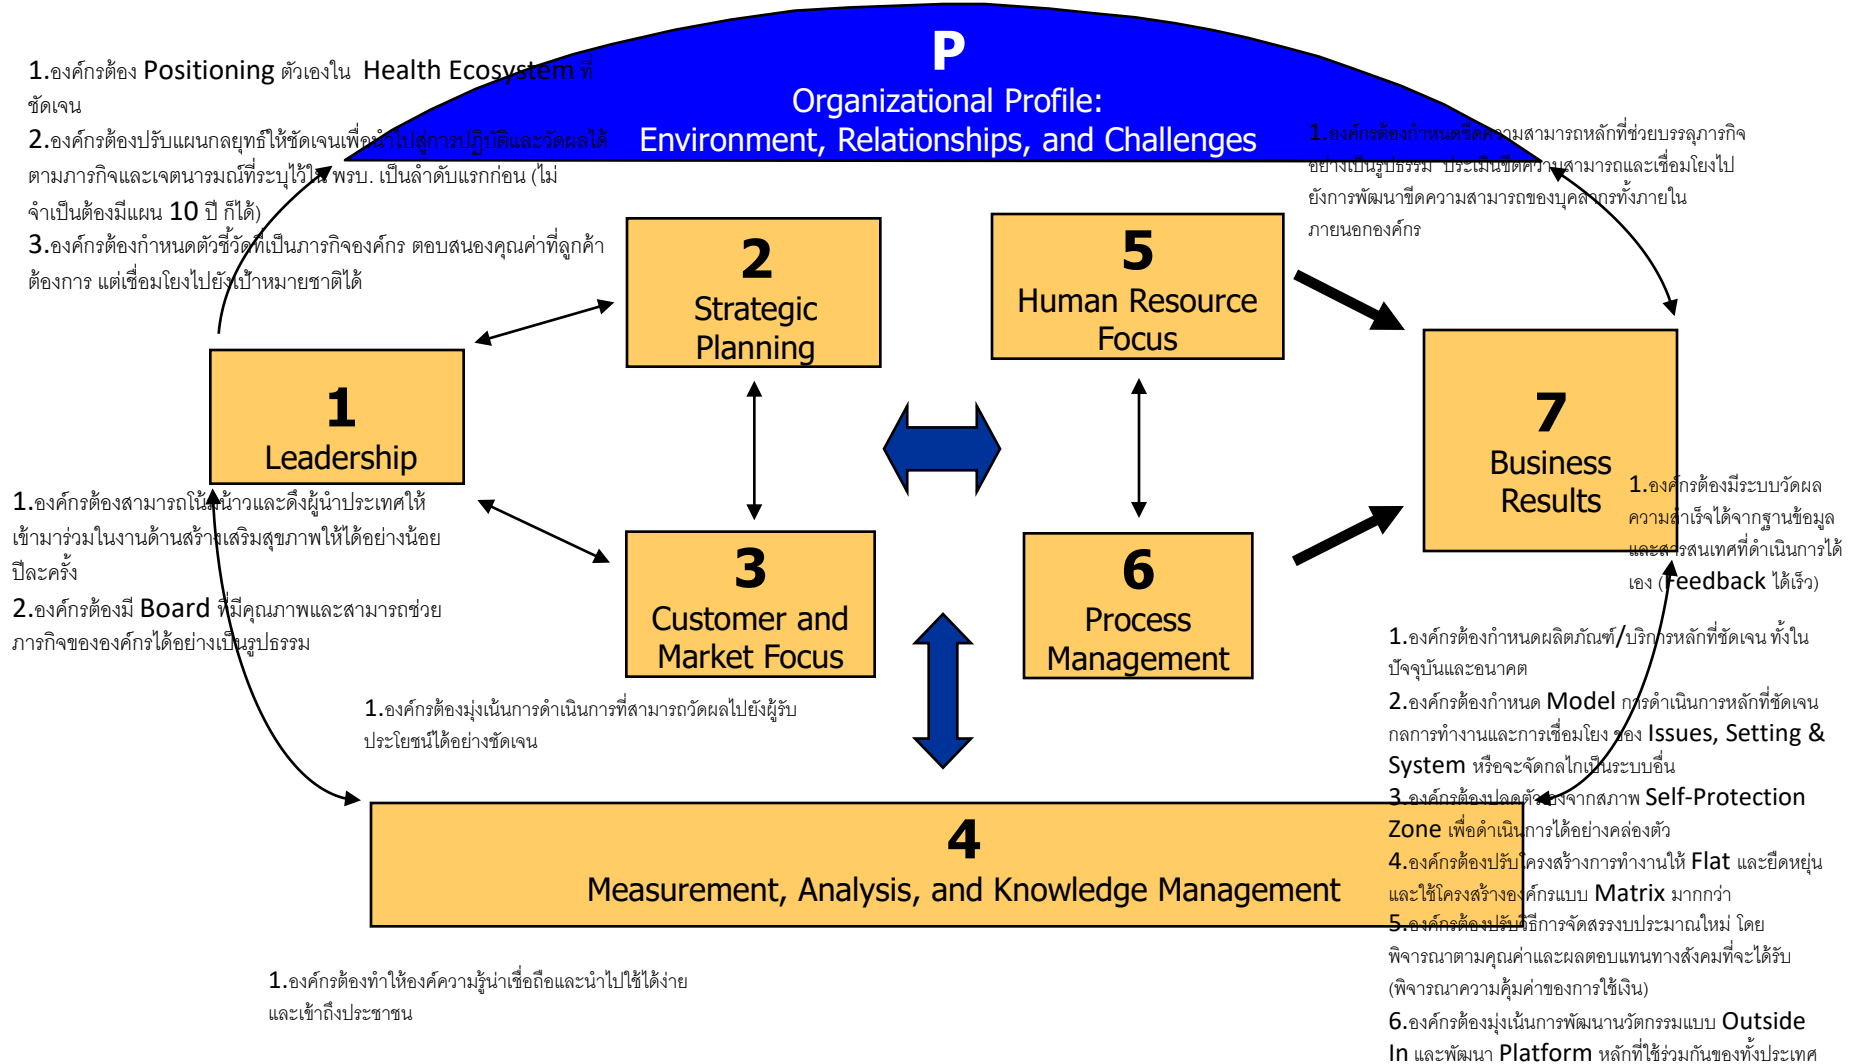 P
Organizational Profile:
Environment, Relationships, and Challenges
1.องค์กรต้อง Positioning ตัวเองใน Health Ecosystem ที่
ชัดเจน
2.องค์กรต้องปรับแผนกลยุทธ์ให้ชัดเจนเพื่อนำไปสู่การปฏิบัติและวัดผลได้
ตามภารกิจและเจตนารมณ์ที่ระบุไว้ใน พรบ. เป็นลำดับแรกก่อน (ไม่
จำเป็นต้องมีแผน 10 ปี ก็ได้)
3.องค์กรต้องกำหนดตัวชี้วัดที่เป็นภารกิจองค์กร ตอบสนองคุณค่าที่ลูกค้า
ต้องการ แต่เชื่อมโยงไปยังเป้าหมายชาติได้
1.องค์กรต้องกำหนดขีดความสามารถหลักที่ช่วยบรรลุภารกิจ
อย่างเป็นรูปธรรม ประเมินขีดความสามารถและเชื่อมโยงไป
ยังการพัฒนาขีดความสามารถของบุคลากรทั้งภายใน
ภายนอกองค์กร
2
Strategic
Planning
5
Human Resource
Focus
1
Leadership
7
Business
Results
1.องค์กรต้องสามารถโน้มน้าวและดึงผู้นำประเทศให้
เข้ามาร่วมในงานด้านสร้างเสริมสุขภาพให้ได้อย่างน้อย
ปีละครั้ง
2.องค์กรต้องมี Board ที่มีคุณภาพและสามารถช่วย
ภารกิจขององค์กรได้อย่างเป็นรูปธรรม
1.องค์กรต้องมีระบบวัดผล
ความสำเร็จได้จากฐานข้อมูล
และสารสนเทศที่ดำเนินการได้
เอง (Feedback ได้เร็ว)
3
Customer and
Market Focus
6
Process
Management
1.องค์กรต้องมุ่งเน้นการดำเนินการที่สามารถวัดผลไปยังผู้รับ
ประโยชน์ได้อย่างชัดเจน
1.องค์กรต้องกำหนดผลิตภัณฑ์/บริการหลักที่ชัดเจน ทั้งใน
ปัจจุบันและอนาคต
2.องค์กรต้องกำหนด Model การดำเนินการหลักที่ชัดเจน
กลการทำงานและการเชื่อมโยง ของ Issues, Setting &
System หรือจะจัดกลไกเป็นระบบอื่น
3.องค์กรต้องปลดตัวเองจากสภาพ Self-Protection
Zone เพื่อดำเนินการได้อย่างคล่องตัว
4.องค์กรต้องปรับโครงสร้างการทำงานให้ Flat และยืดหยุ่น
และใช้โครงสร้างองค์กรแบบ Matrix มากกว่า
5.องค์กรต้องปรับวิธีการจัดสรรงบประมาณใหม่ โดย
พิจารณาตามคุณค่าและผลตอบแทนทางสังคมที่จะได้รับ
(พิจารณาความคุ้มค่าของการใช้เงิน)
6.องค์กรต้องมุ่งเน้นการพัฒนานวัตกรรมแบบ Outside
In และพัฒนา Platform หลักที่ใช้ร่วมกันของทั้งประเทศ
4
Measurement, Analysis, and Knowledge Management
1.องค์กรต้องทำให้องค์ความรู้น่าเชื่อถือและนำไปใช้ได้ง่าย
และเข้าถึงประชาชน